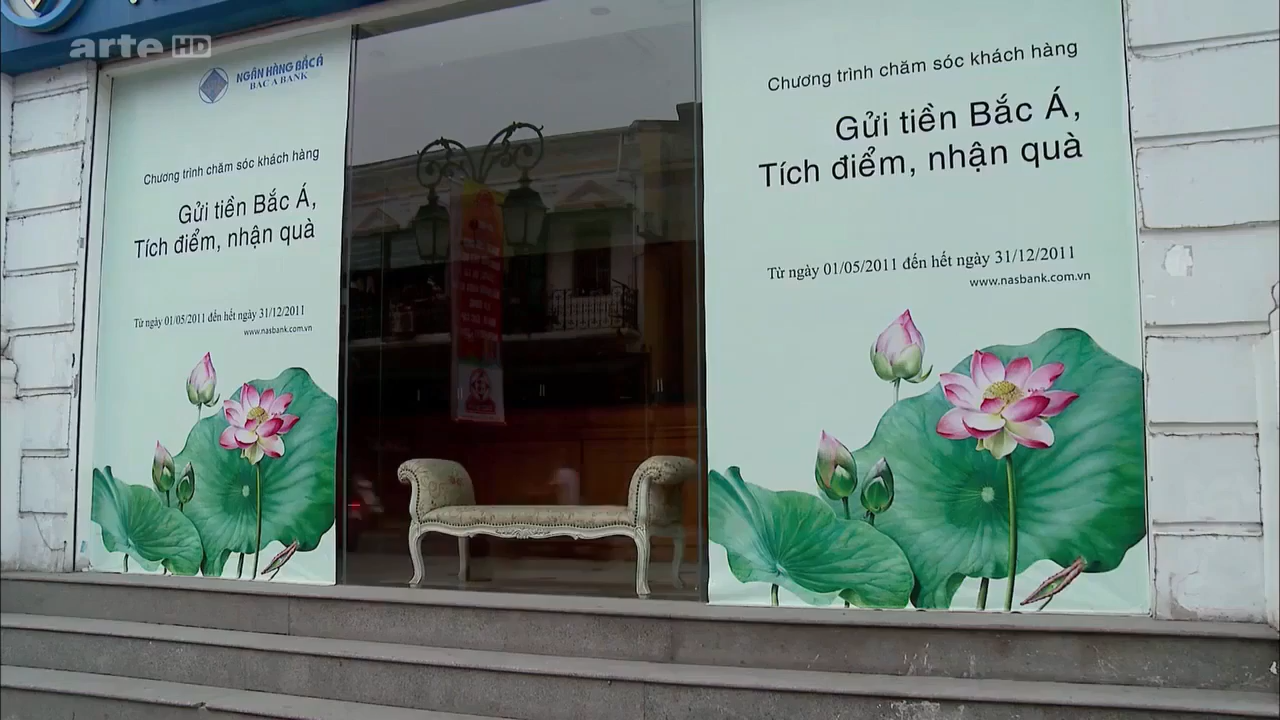 arte HD
NGÂN HÀNG BẮC Á
BAC A BANK
Chương trình chăm sóc khách hàng
Gửi tiền Bắc Á,
Tích điểm, nhận quà
Từ ngày 01/05/2011 đến hết ngày 31/12/2011
www.nasbank.com.vn
Chương trình chăm sóc khách hàng
Gửi tiền Bắc Á,
Tích điểm, nhận quà
Từ ngày 01/05/2011 đến hết ngày 31/12/2011
www.nasbank.com.vn